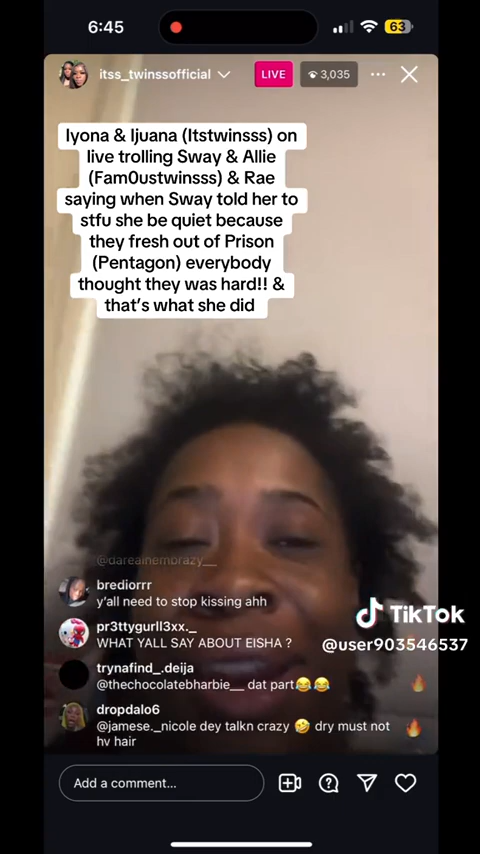 6:45
63
itss_twinssofficial
LIVE
3,035
Iyona & Ijuana (Itstwinsss) on
live trolling Sway & Allie
(Fam0ustwinsss) & Rae
saying when Sway told her to
stfu she be quiet because
they fresh out of Prison
(Pentagon) everybody
thought they was hard!! &
that's what she did
@dareainembrazy__
brediorrr
y'all need to stop kissing ahh
pr3ttygurll3xx._
WHAT YALL SAY ABOUT EISHA ?
TikTok
@user903546537
trynafind_.deija
@thechocolatebharbie__ dat part😂😂
dropdalo6
@jamese._nicole dey talkn crazy 🤣 dry must not
hv hair
Add a comment...